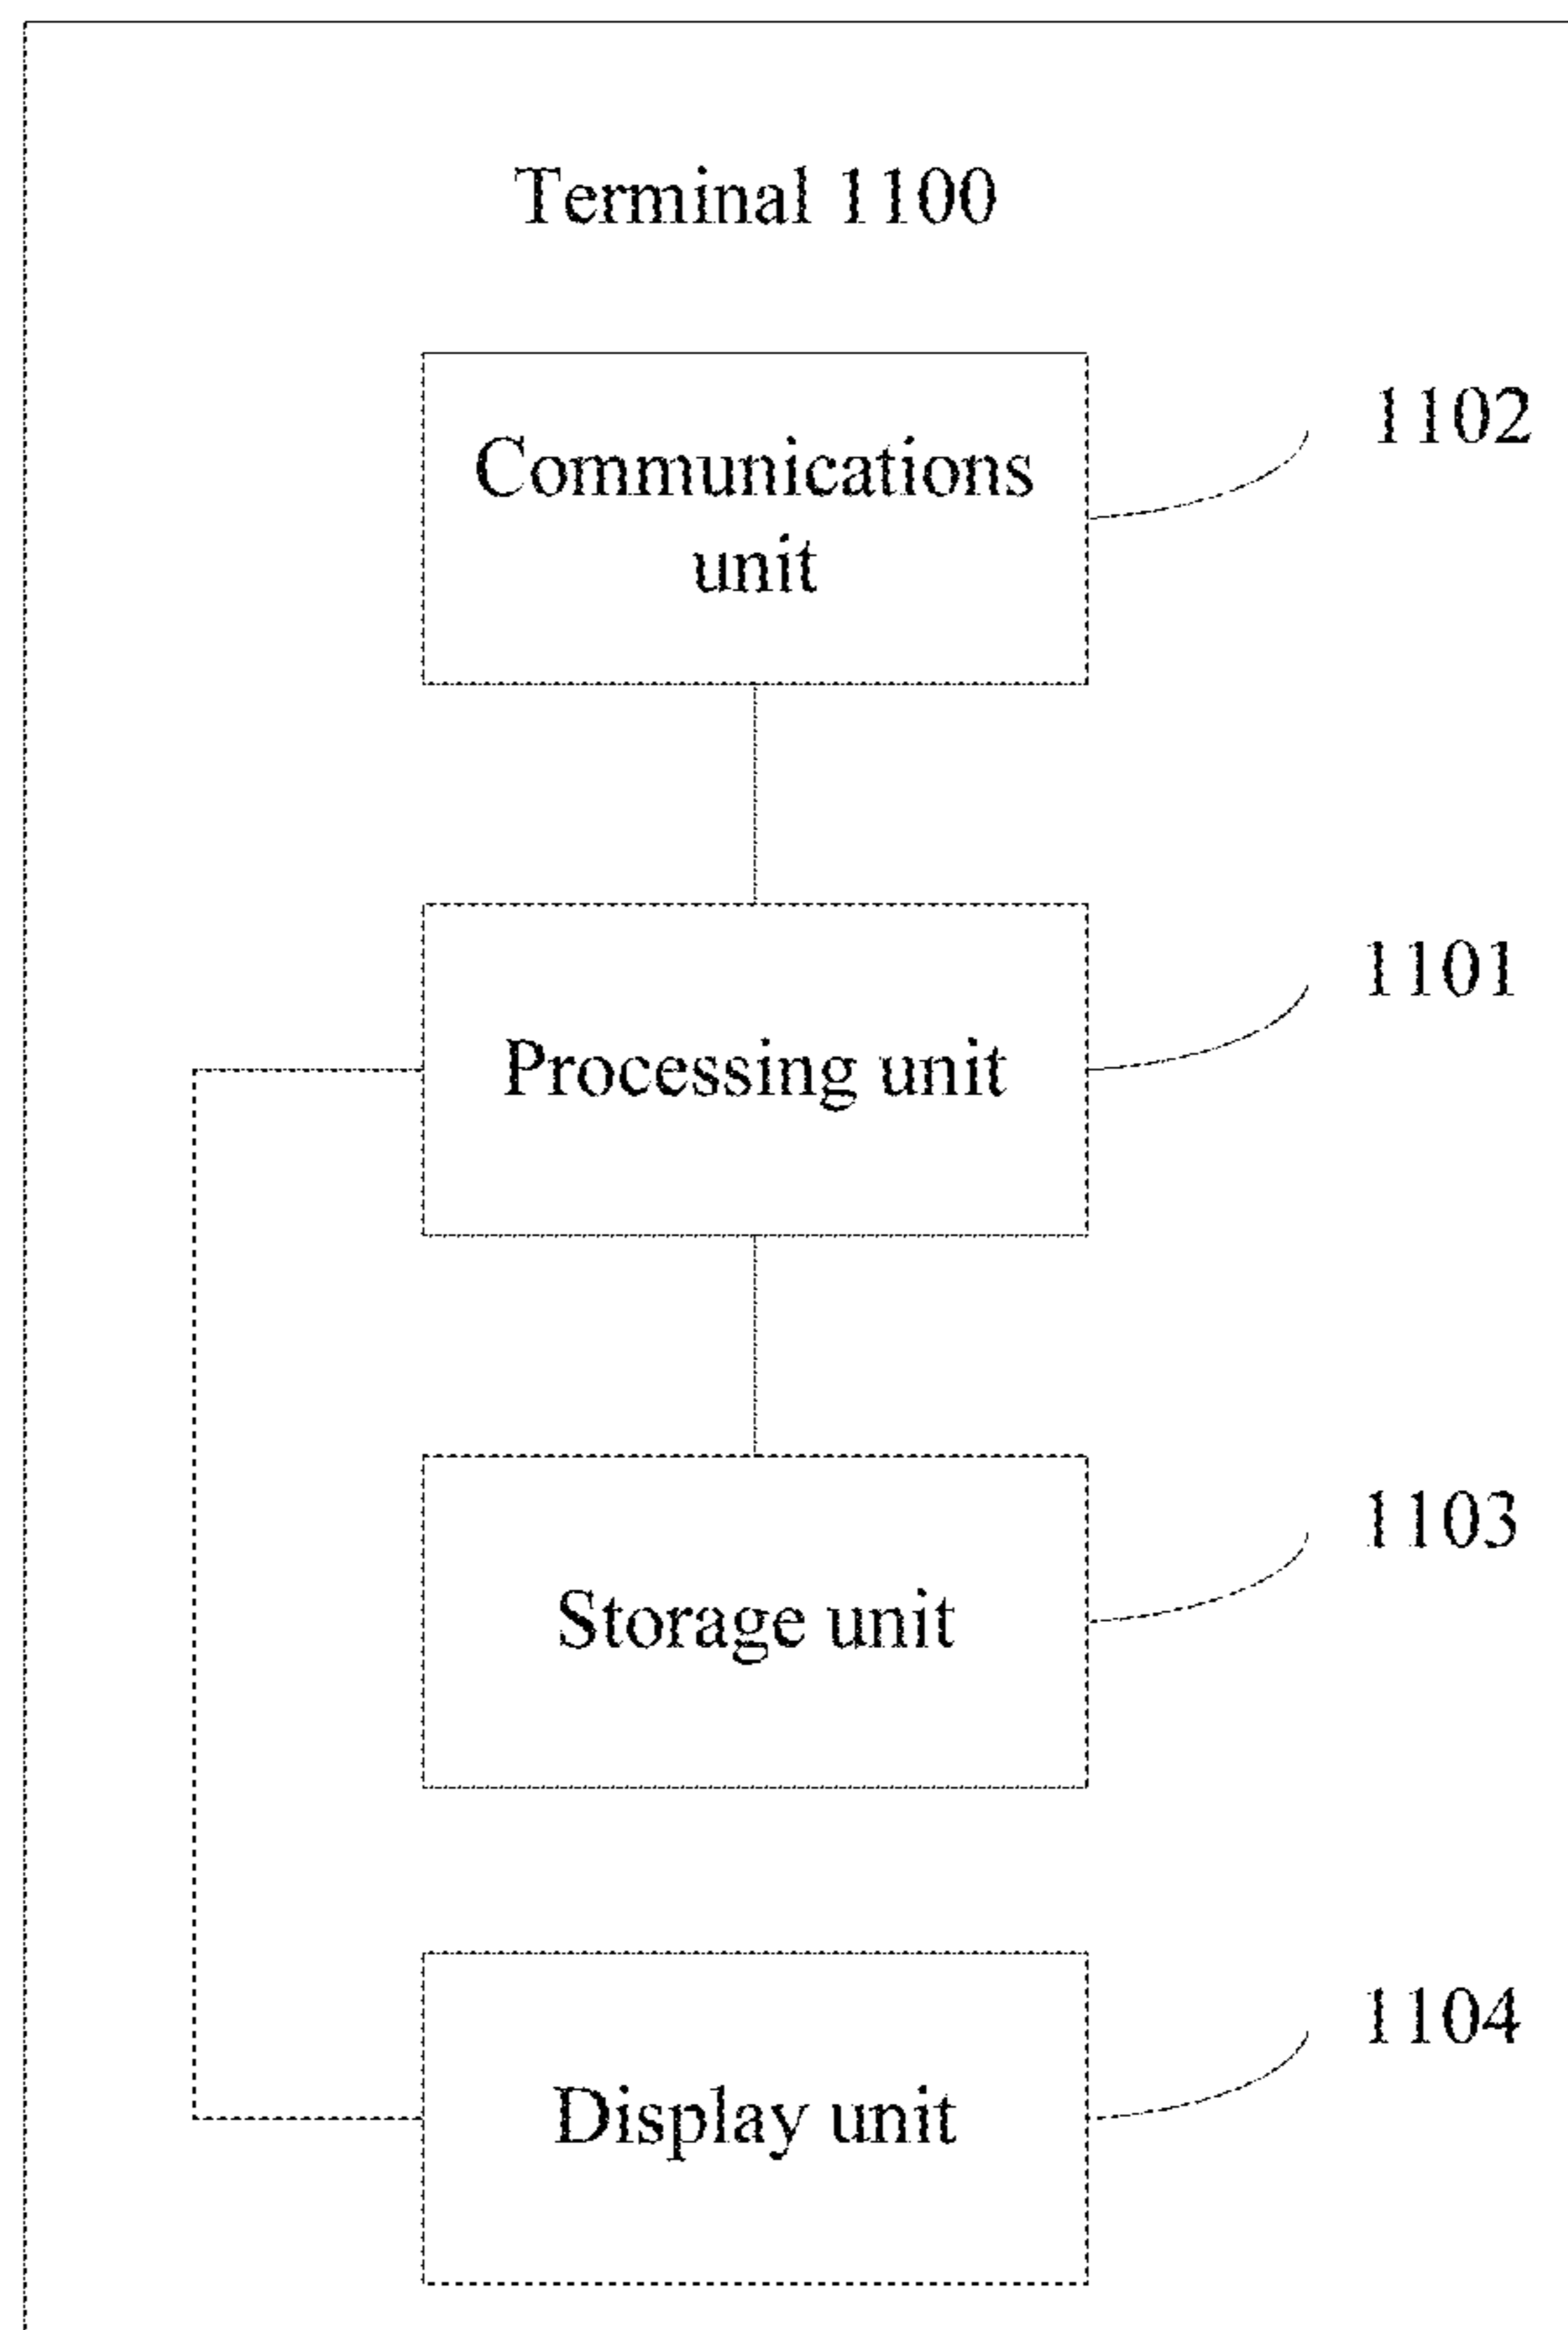 Terminal 1100
Communications
unit
1102
Processing unit
1101
Storage unit
1103
Display unit
1104